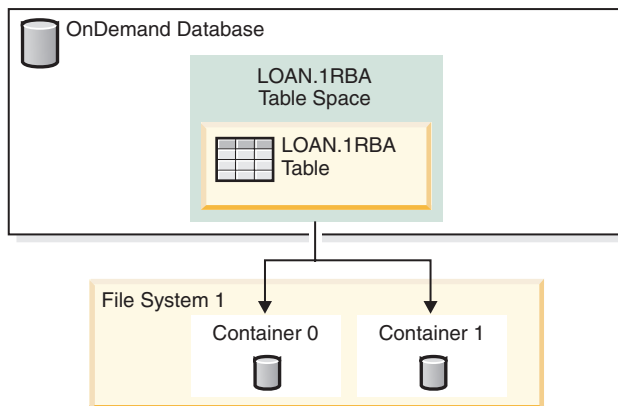 OnDemand Database
LOAN.1RBA
Table Space
LOAN.1RBA
Table
File System 1
Container 0
Container 1